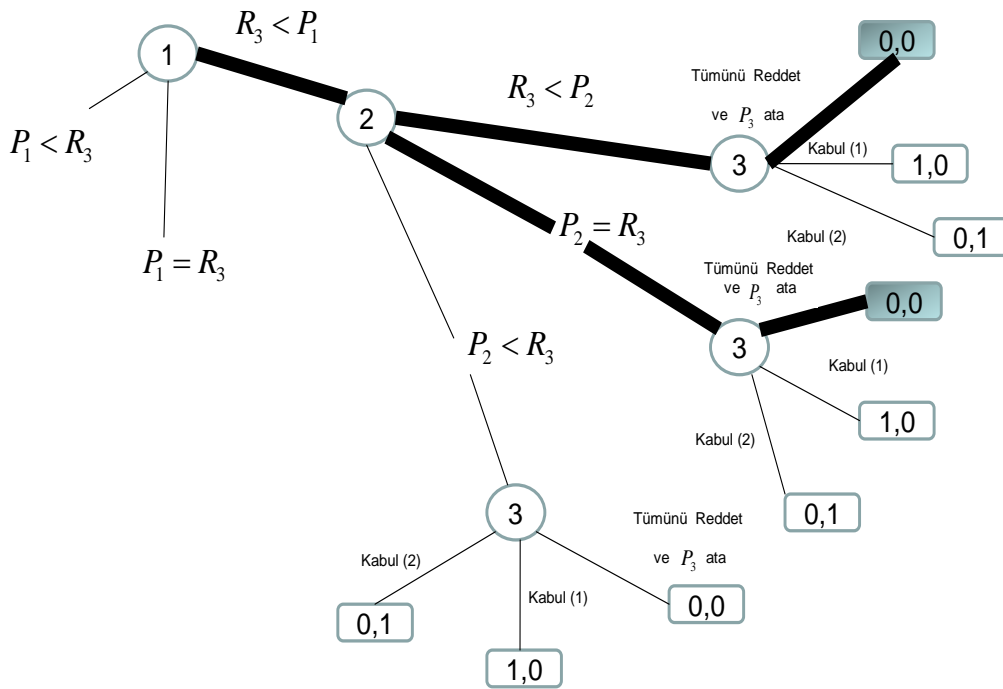 R₃ < P₁
0,0
1
Tümünü Reddet
R₃ < P₂
ve P₃ ata
2
P₁ < R₃
Kabul (1)
3
1,0
Kabul (2)
0,1
P₂ = R₃
P₁ = R₃
Tümünü Reddet
ve P₃ ata
0,0
P₂ < R₃
3
Kabul (1)
1,0
Kabul (2)
3
0,1
Tümünü Reddet
ve P₃ ata
Kabul (2)
Kabul (1)
0,0
0,1
1,0